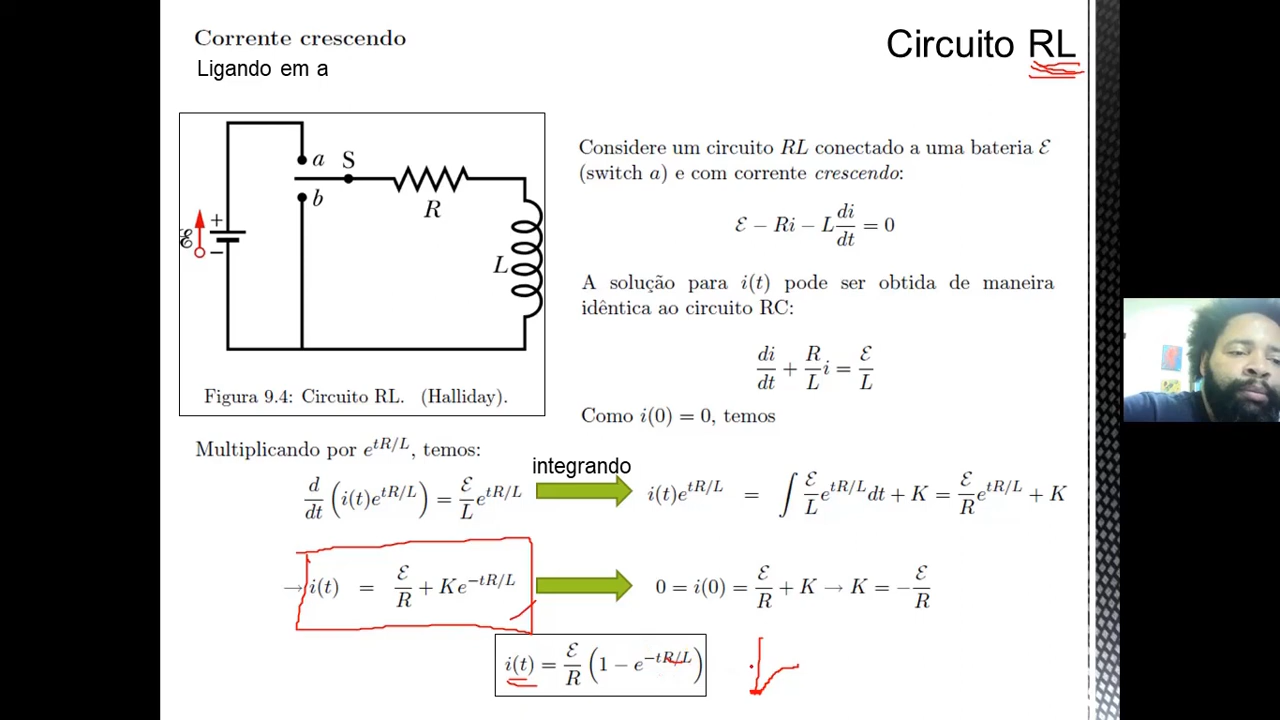 Corrente crescendo
Ligando em a
Circuito RL
a S
b
R
+
ℰ
−
L
Figura 9.4: Circuito RL. (Halliday).
Considere um circuito RL conectado a uma bateria ℰ
(switch a) e com corrente crescendo:
ℰ − Ri − L di/dt = 0
A solução para i(t) pode ser obtida de maneira
idêntica ao circuito RC:
di/dt + R/L i = ℰ/L
Como i(0) = 0, temos
Multiplicando por e^{tR/L}, temos:
d/dt (i(t)e^{tR/L}) = ℰ/L e^{tR/L}
integrando
i(t)e^{tR/L} = ∫ ℰ/L e^{tR/L} dt + K = ℰ/R e^{tR/L} + K
→ i(t) = ℰ/R + Ke^{−tR/L}
0 = i(0) = ℰ/R + K → K = −ℰ/R
i(t) = ℰ/R (1 − e^{−tR/L})